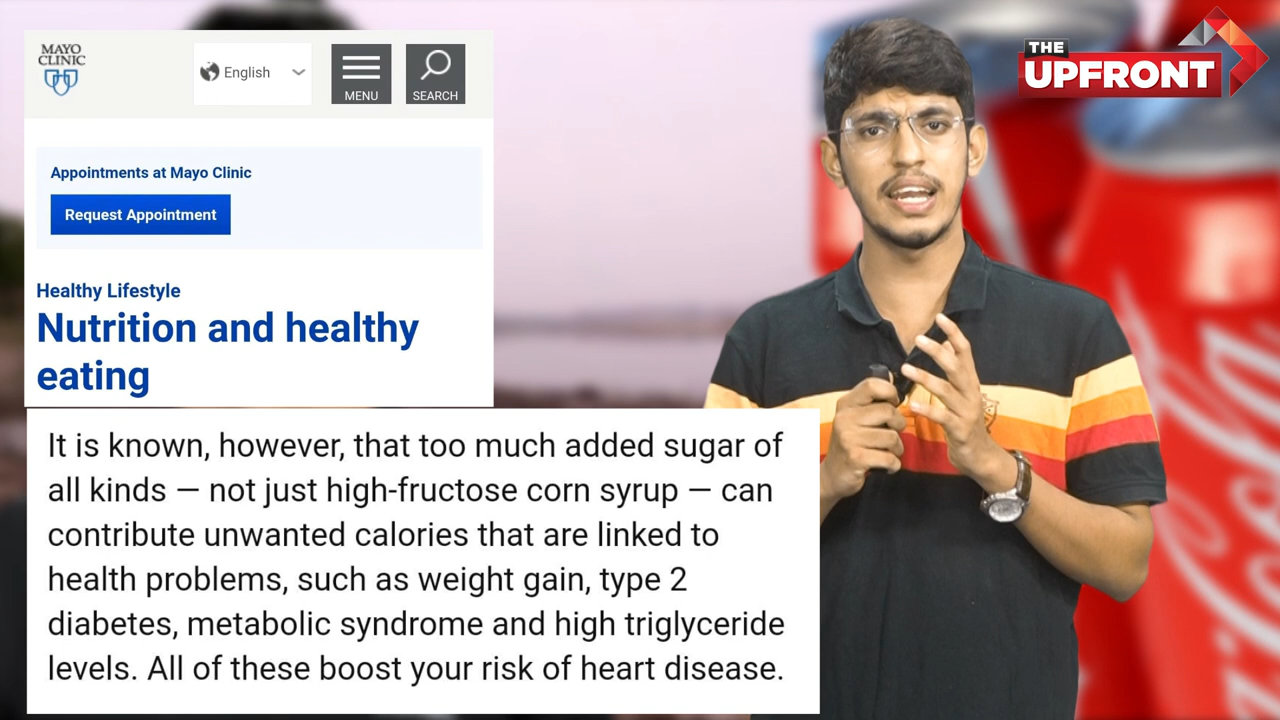 MAYO
CLINIC
English
MENU
SEARCH
THE
UPFRONT
Appointments at Mayo Clinic
Request Appointment
Healthy Lifestyle
Nutrition and healthy
eating
It is known, however, that too much added sugar of
all kinds — not just high-fructose corn syrup — can
contribute unwanted calories that are linked to
health problems, such as weight gain, type 2
diabetes, metabolic syndrome and high triglyceride
levels. All of these boost your risk of heart disease.